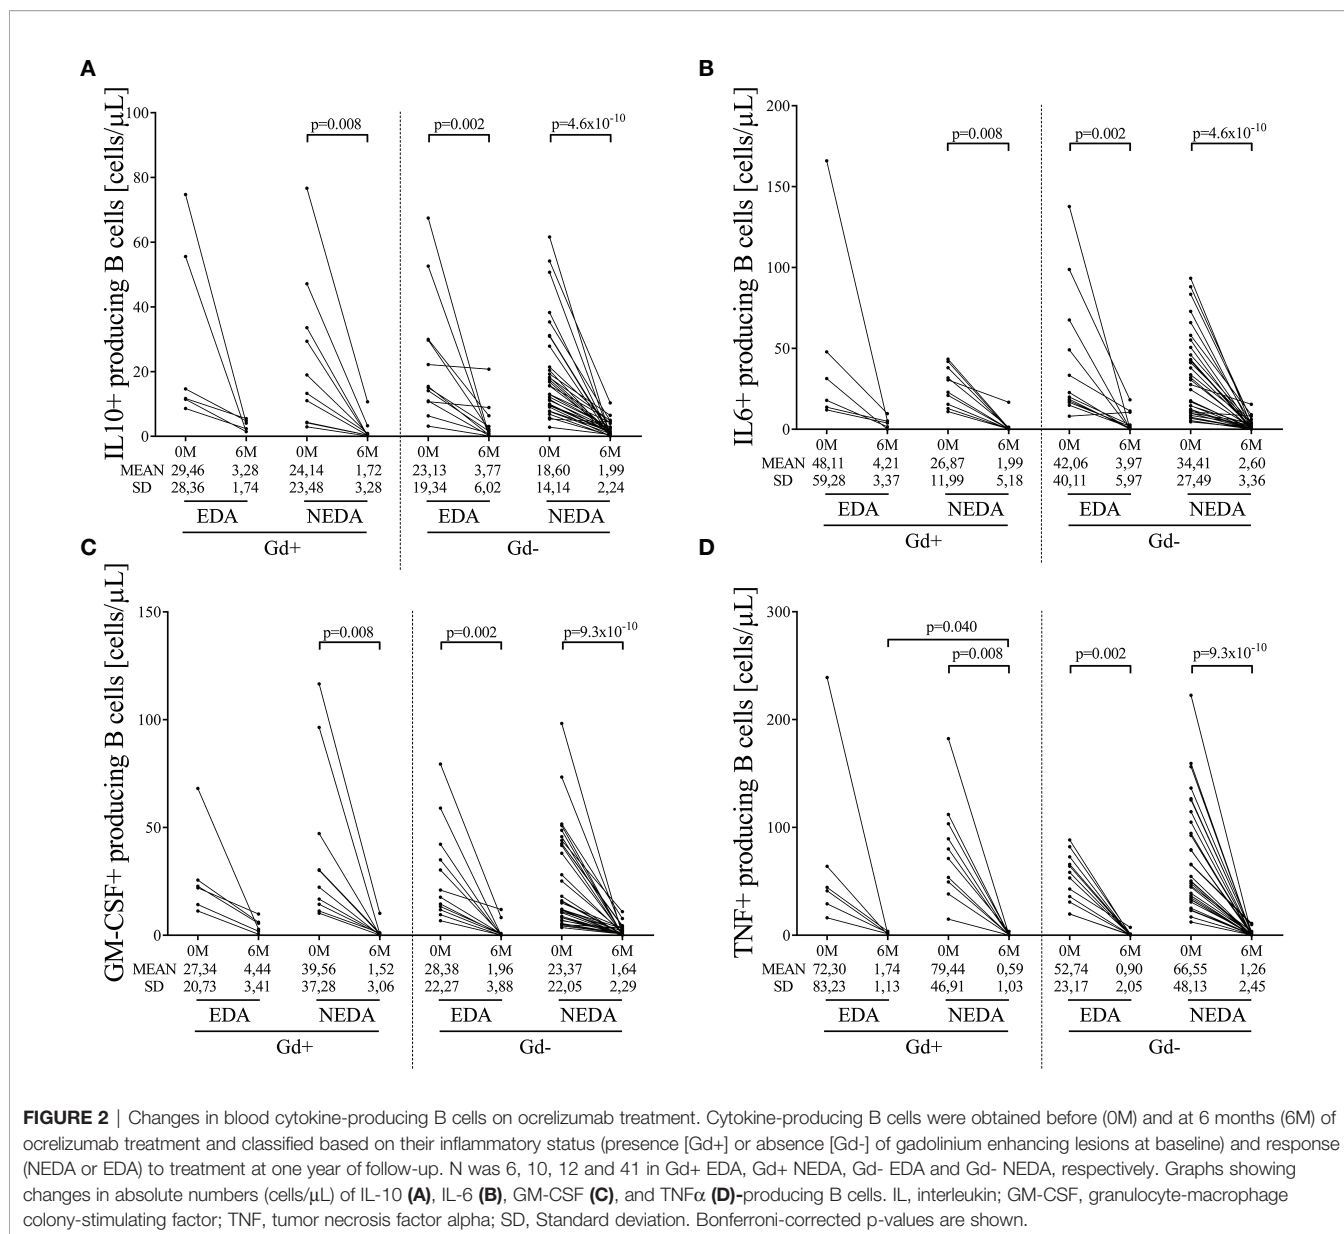 A
IL10+ producing B cells [cells/µL]
100
80
60
40
20
0
p=0.008
p=0.002
p=4.6x10⁻¹⁰
0M 6M 0M 6M 0M 6M 0M 6M
MEAN 29,46 3,28 24,14 1,72 23,13 3,77 18,60 1,99
SD 28,36 1,74 23,48 3,28 19,34 6,02 14,14 2,24
EDA NEDA EDA NEDA
Gd+ Gd-
B
IL6+ producing B cells [cells/µL]
200
150
100
50
0
p=0.008
p=0.002
p=4.6x10⁻¹⁰
0M 6M 0M 6M 0M 6M 0M 6M
MEAN 48,11 4,21 26,87 1,99 42,06 3,97 34,41 2,60
SD 59,28 3,37 11,99 5,18 40,11 5,97 27,49 3,36
EDA NEDA EDA NEDA
Gd+ Gd-
C
GM-CSF+ producing B cells [cells/µL]
150
100
50
0
p=0.008
p=0.002
p=9.3x10⁻¹⁰
0M 6M 0M 6M 0M 6M 0M 6M
MEAN 27,34 4,44 39,56 1,52 28,38 1,96 23,37 1,64
SD 20,73 3,41 37,28 3,06 22,27 3,88 22,05 2,29
EDA NEDA EDA NEDA
Gd+ Gd-
D
TNF+ producing B cells [cells/µL]
300
200
100
0
p=0.040
p=0.008
p=0.002
p=9.3x10⁻¹⁰
0M 6M 0M 6M 0M 6M 0M 6M
MEAN 72,30 1,74 79,44 0,59 52,74 0,90 66,55 1,26
SD 83,23 1,13 46,91 1,03 23,17 2,05 48,13 2,45
EDA NEDA EDA NEDA
Gd+ Gd-
FIGURE 2 | Changes in blood cytokine-producing B cells on ocrelizumab treatment. Cytokine-producing B cells were obtained before (0M) and at 6 months (6M) of
ocrelizumab treatment and classified based on their inflammatory status (presence [Gd+] or absence [Gd-] of gadolinium enhancing lesions at baseline) and response
(NEDA or EDA) to treatment at one year of follow-up. N was 6, 10, 12 and 41 in Gd+ EDA, Gd+ NEDA, Gd- EDA and Gd- NEDA, respectively. Graphs showing
changes in absolute numbers (cells/µL) of IL-10 (A), IL-6 (B), GM-CSF (C), and TNFα (D)-producing B cells. IL, interleukin; GM-CSF, granulocyte-macrophage
colony-stimulating factor; TNF, tumor necrosis factor alpha; SD, Standard deviation. Bonferroni-corrected p-values are shown.